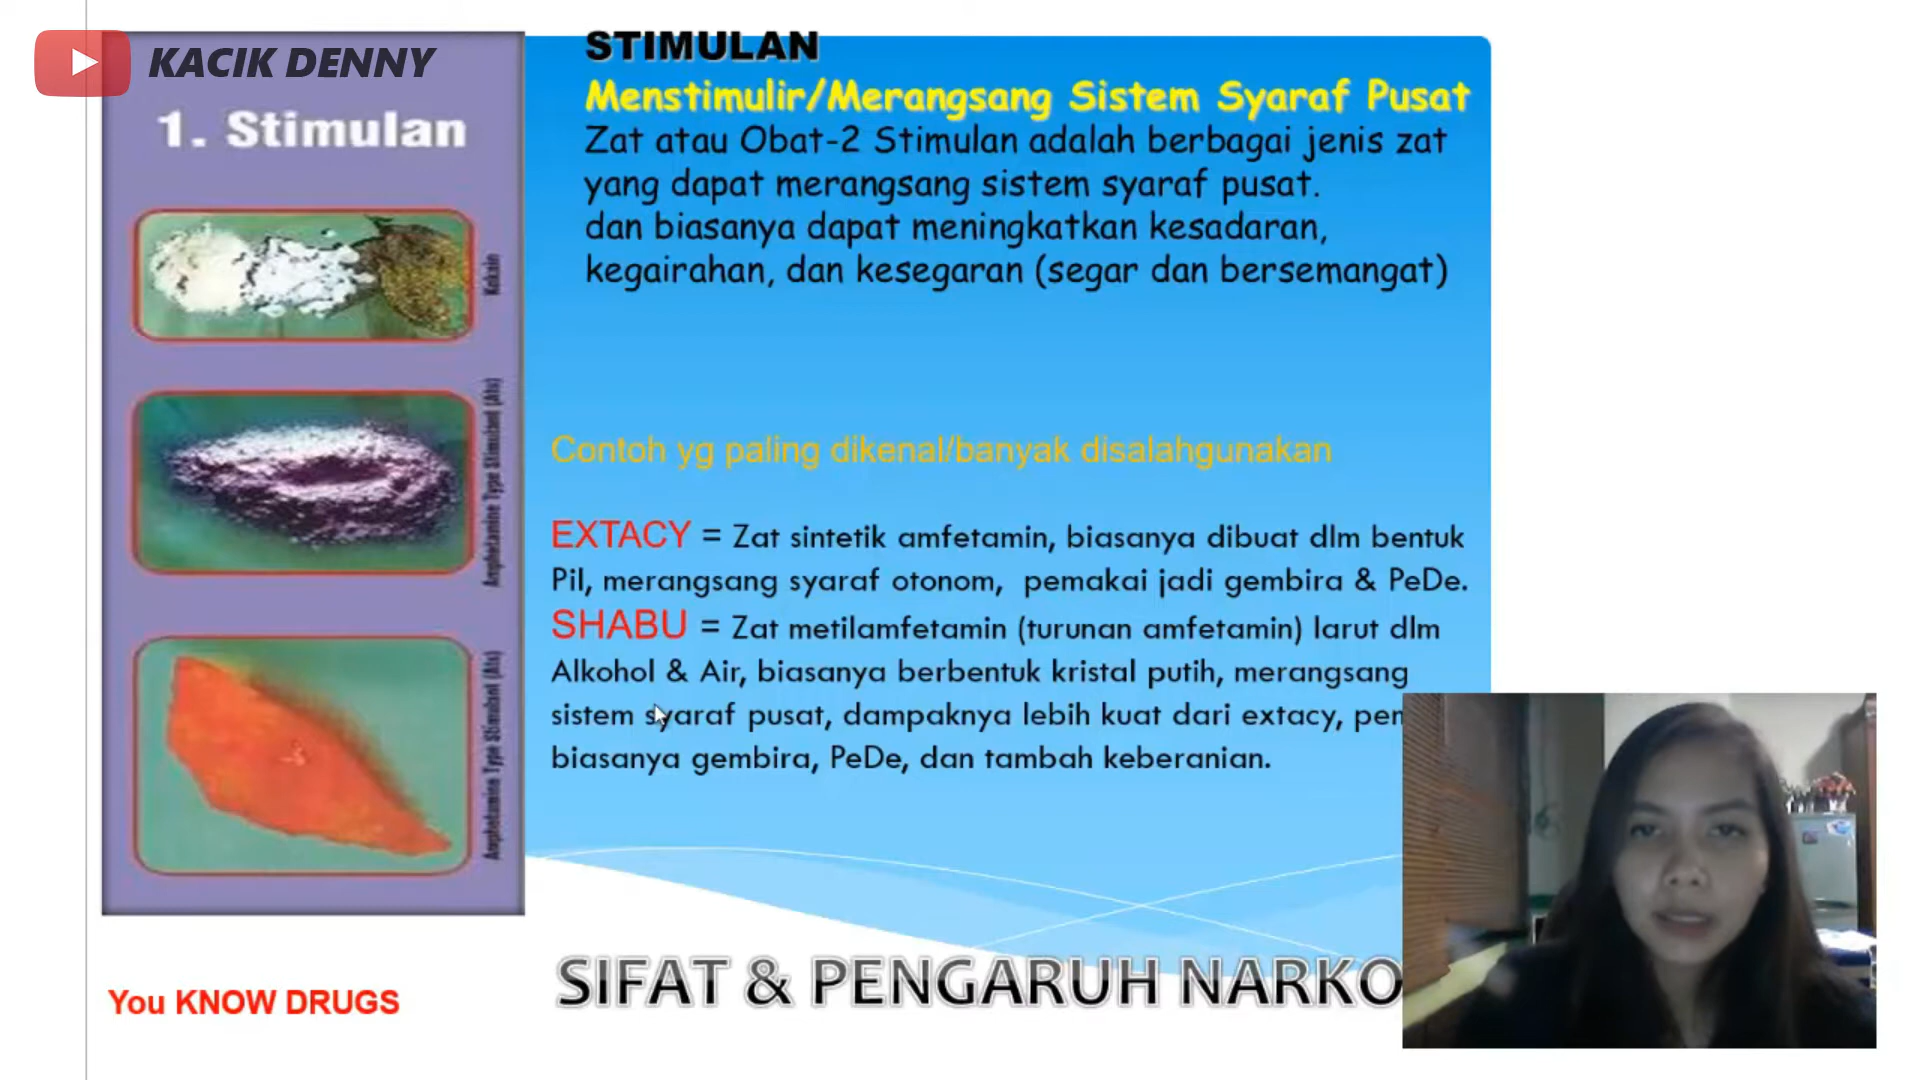 KACIK DENNY
1. Stimulan
Kokain
Amphetamine Type Stimulant (Ats)
Amphetamine Type Stimulant (Ats)
STIMULAN
Menstimulir/Merangsang Sistem Syaraf Pusat
Zat atau Obat-2 Stimulan adalah berbagai jenis zat
yang dapat merangsang sistem syaraf pusat.
dan biasanya dapat meningkatkan kesadaran,
kegairahan, dan kesegaran (segar dan bersemangat)
Contoh yg paling dikenal/banyak disalahgunakan
EXTACY = Zat sintetik amfetamin, biasanya dibuat dlm bentuk
Pil, merangsang syaraf otonom, pemakai jadi gembira & PeDe.
SHABU = Zat metilamfetamin (turunan amfetamin) larut dlm
Alkohol & Air, biasanya berbentuk kristal putih, merangsang
sistem syaraf pusat, dampaknya lebih kuat dari extacy,
biasanya gembira, PeDe, dan tambah keberanian.
SIFAT & PENGARUH NARKO
You KNOW DRUGS